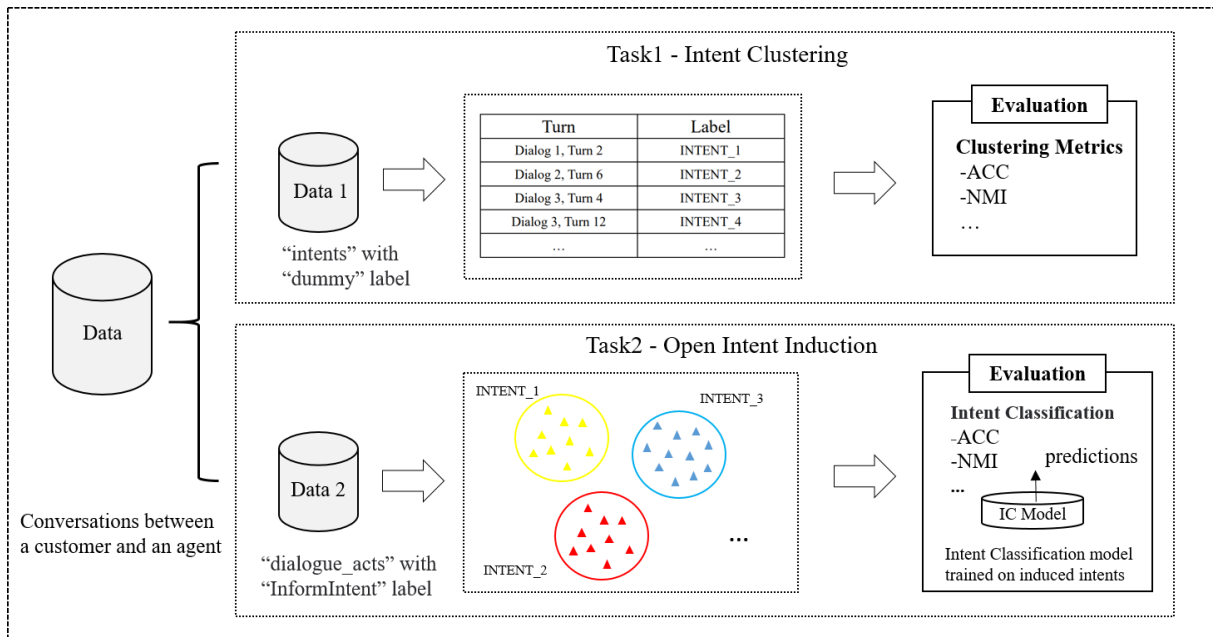 Task1 - Intent Clustering
Data 1
“intents” with
“dummy” label
Turn Label
Dialog 1, Turn 2 INTENT_1
Dialog 2, Turn 6 INTENT_2
Dialog 3, Turn 4 INTENT_3
Dialog 3, Turn 12 INTENT_4
... ...
Evaluation
Clustering Metrics
-ACC
-NMI
...
Data
Conversations between
a customer and an agent
Task2 - Open Intent Induction
Data 2
“dialogue_acts” with
“InformIntent” label
INTENT_1
INTENT_3
INTENT_2
...
Evaluation
Intent Classification
-ACC
-NMI
...
predictions
IC Model
Intent Classification model
trained on induced intents